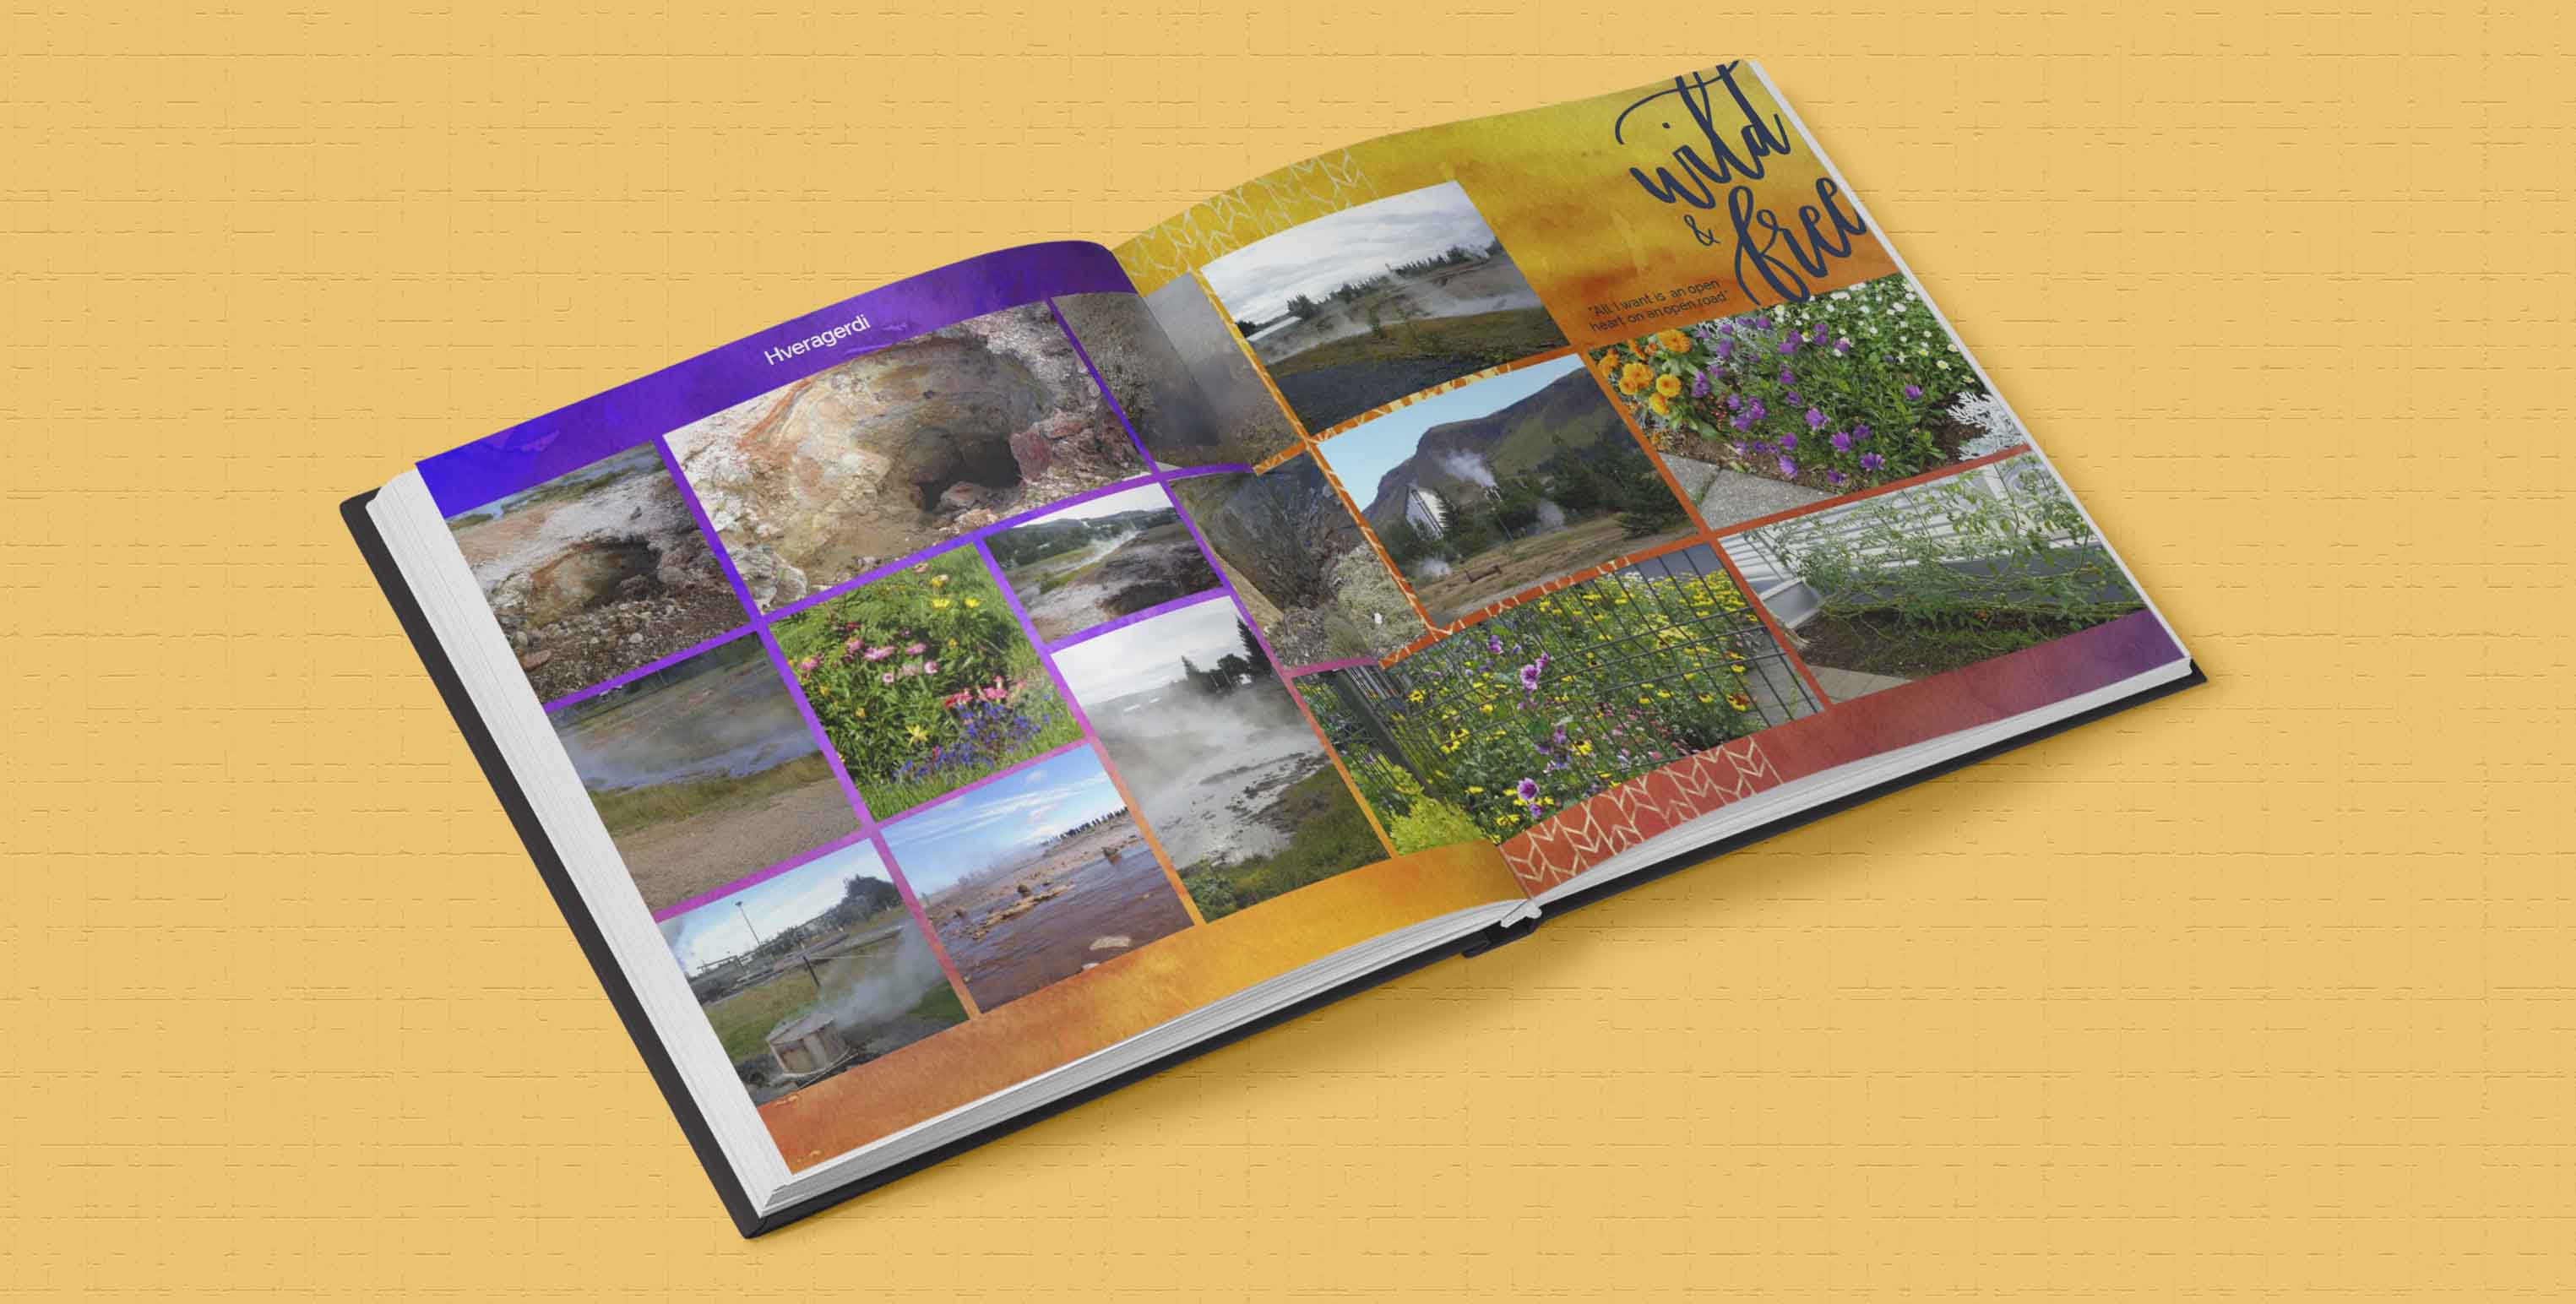 Hveragerdi
wild
& free
"All I want is an open
heart on an open road"